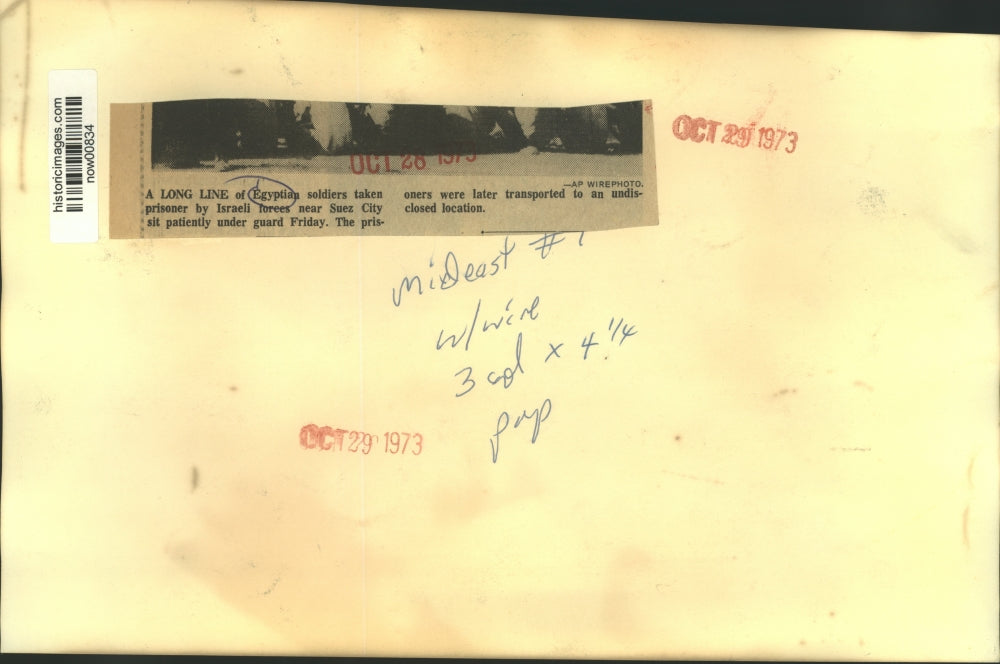 historicimages.com
now00834
OCT 28 1973
OCT 29 1973
—AP WIREPHOTO.
A LONG LINE of Egyptian soldiers taken
prisoner by Israeli forces near Suez City
sit patiently under guard Friday. The pris-
oners were later transported to an undis-
closed location.
mideast #1
w/wire
3 col x 4 1/4
pmp
OCT 29 1973